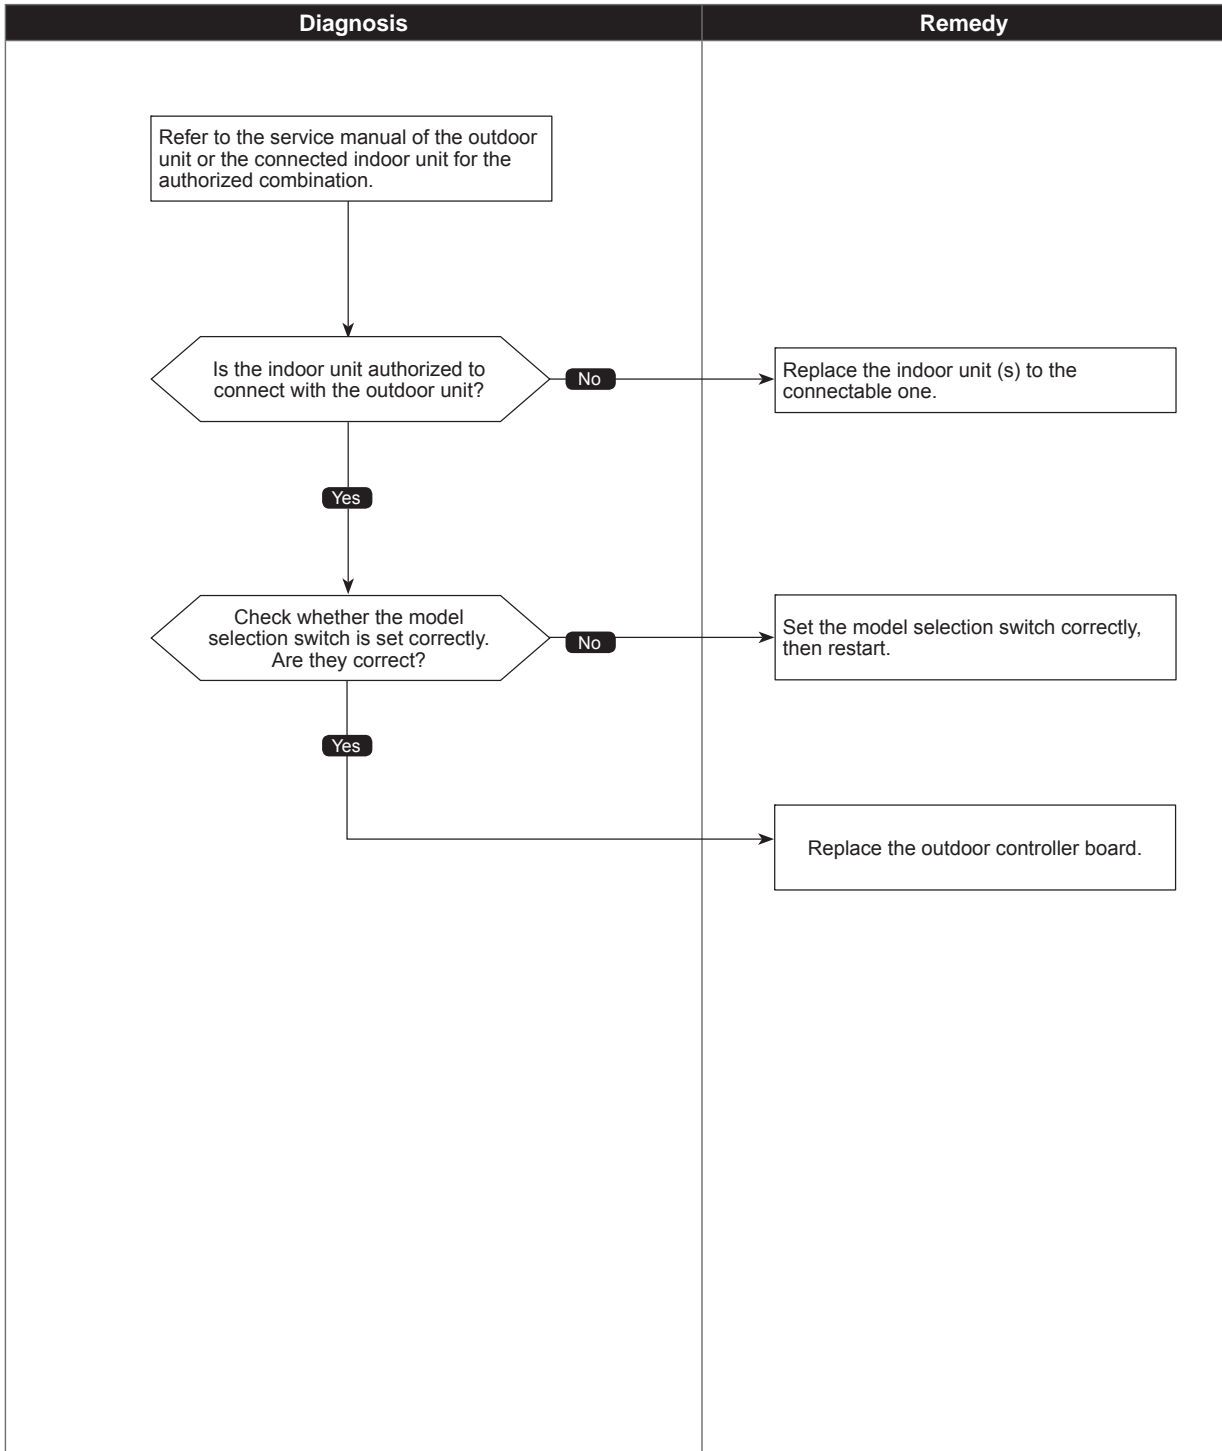 Diagnosis
Remedy
Refer to the service manual of the outdoor
unit or the connected indoor unit for the
authorized combination.
Is the indoor unit authorized to
connect with the outdoor unit?
No
Replace the indoor unit (s) to the
connectable one.
Yes
Check whether the model
selection switch is set correctly.
Are they correct?
No
Set the model selection switch correctly,
then restart.
Yes
Replace the outdoor controller board.